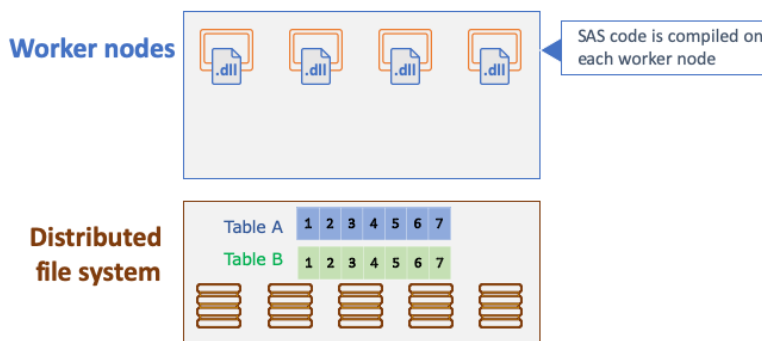 Worker nodes
.dll .dll .dll .dll
SAS code is compiled on
each worker node
Distributed
file system
Table A 1 2 3 4 5 6 7
Table B 1 2 3 4 5 6 7